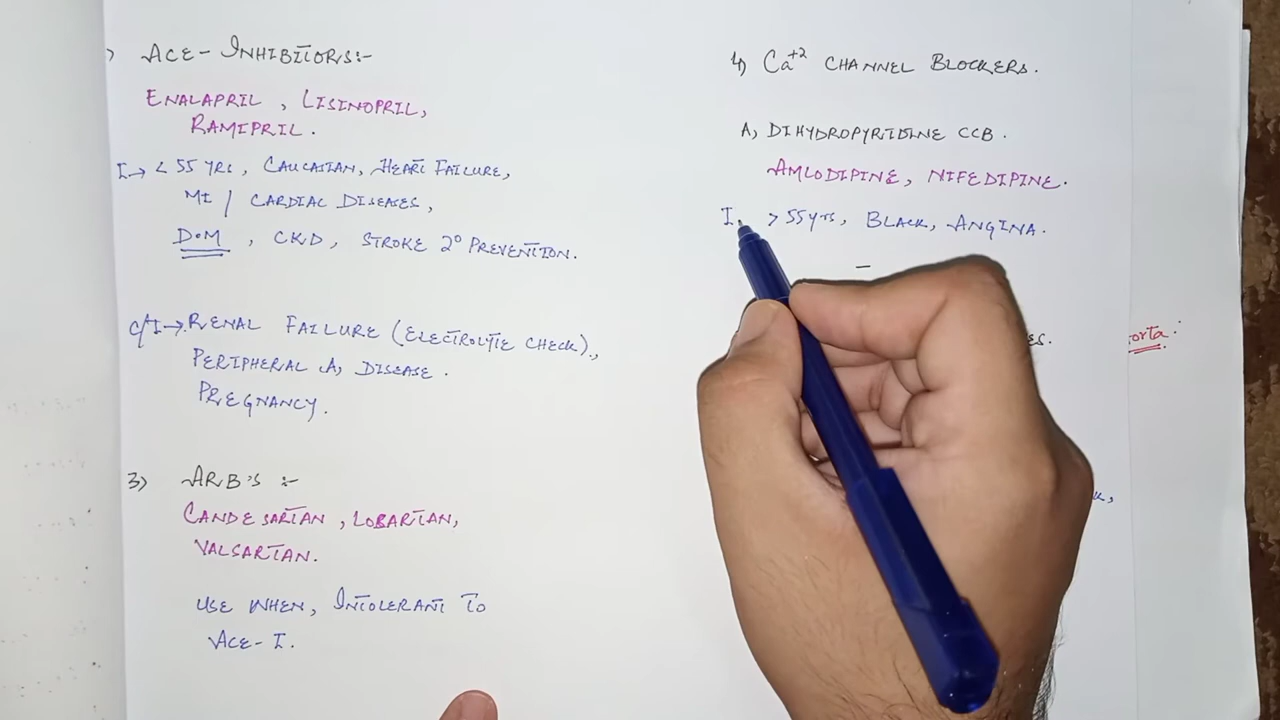 ) ACE-INHIBITORS:-
ENALAPRIL, LISINOPRIL,
RAMIPRIL.
I→ < 55 YRS, CAUCASIAN, HEART FAILURE,
MI / CARDIAC DISEASES,
D.M, CKD, STROKE 2° PREVENTION.
C/I→ RENAL FAILURE (ELECTROLYTE CHECK).,
PERIPHERAL A, DISEASE.
PREGNANCY.
3) ARB'S :-
CANDESARTAN, LOSARTAN,
VALSARTAN.
USE WHEN, INTOLERANT TO
ACE-I.
4) Ca+2 CHANNEL BLOCKERS.
A, DIHYDROPYRIDINE CCB.
AMLODIPINE, NIFEDIPINE.
I > 55 yrs, BLACK, ANGINA.
es.
orta: